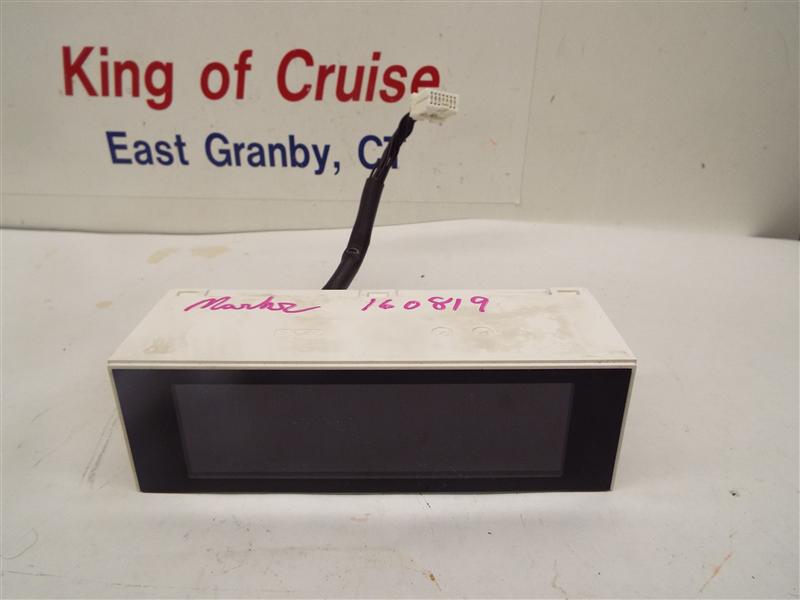 King of Cruise
East Granby, CT
160819